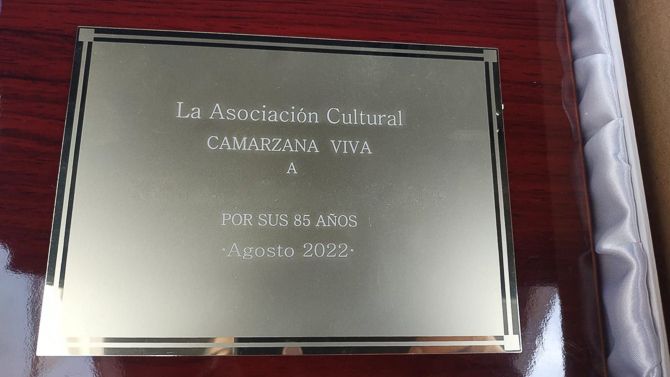 La Asociación Cultural
CAMARZANA VIVA
A
POR SUS 85 AÑOS
·Agosto 2022·